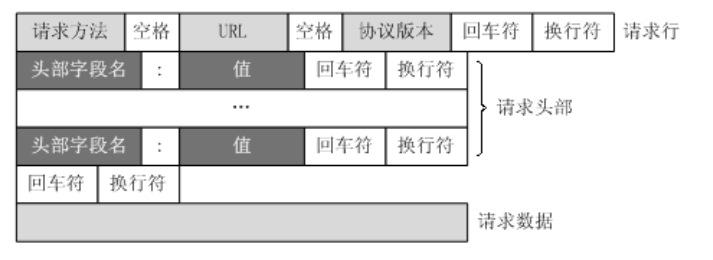 请求方法 空格 URL 空格 协议版本 回车符 换行符 请求行
头部字段名 : 值 回车符 换行符
… 请求头部
头部字段名 : 值 回车符 换行符
回车符 换行符
请求数据